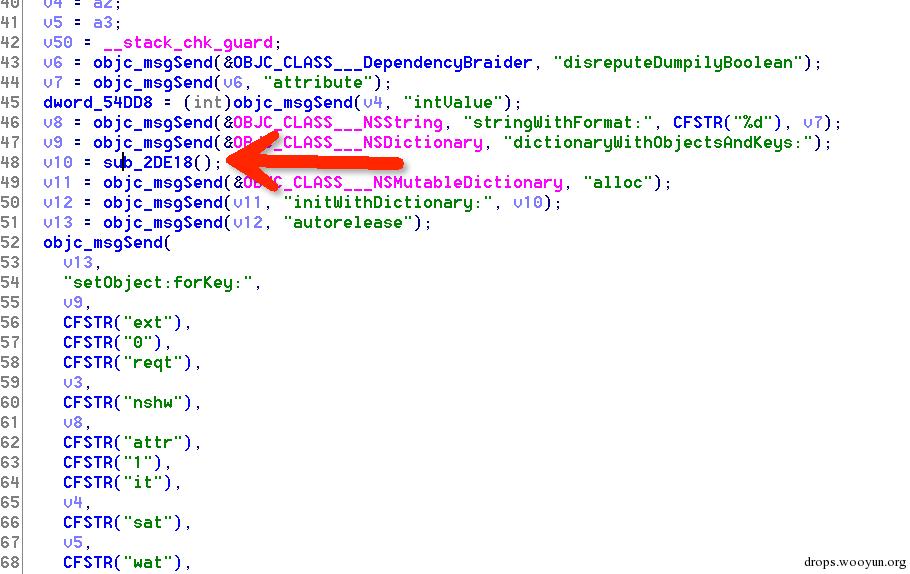 40 v4 = a2;
41 v5 = a3;
42 v50 = __stack_chk_guard;
43 v6 = objc_msgSend(&OBJC_CLASS___DependencyBraider, "disreputeDumpilyBoolean");
44 v7 = objc_msgSend(v6, "attribute");
45 dword_54DD8 = (int)objc_msgSend(v4, "intValue");
46 v8 = objc_msgSend(&OBJC_CLASS___NSString, "stringWithFormat:", CFSTR("%d"), v7);
47 v9 = objc_msgSend(&OBJC_CLASS___NSDictionary, "dictionaryWithObjectsAndKeys:");
48 v10 = sub_2DE18();
49 v11 = objc_msgSend(&OBJC_CLASS___NSMutableDictionary, "alloc");
50 v12 = objc_msgSend(v11, "initWithDictionary:", v10);
51 v13 = objc_msgSend(v12, "autorelease");
52 objc_msgSend(
53 v13,
54 "setObject:forKey:",
55 v9,
56 CFSTR("ext"),
57 CFSTR("0"),
58 CFSTR("reqt"),
59 v3,
60 CFSTR("nshw"),
61 v8,
62 CFSTR("attr"),
63 CFSTR("1"),
64 CFSTR("it"),
65 v4,
66 CFSTR("sat"),
67 v5,
68 CFSTR("wat"),
drops.wooyun.org